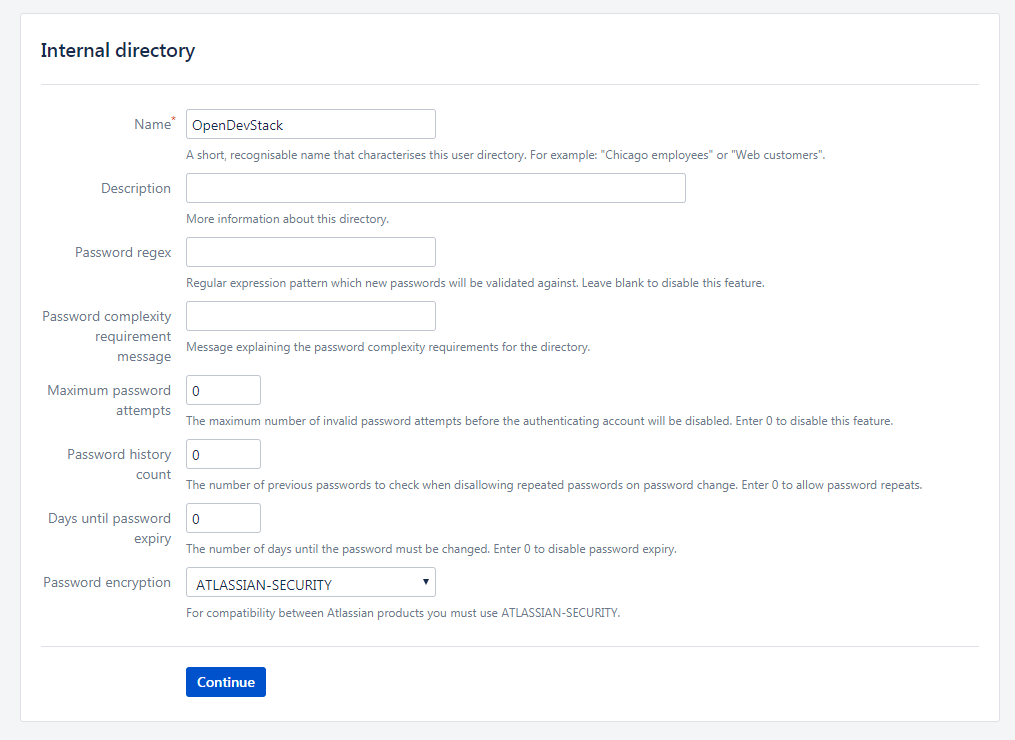 Internal directory
Name*
OpenDevStack
A short, recognisable name that characterises this user directory. For example: "Chicago employees" or "Web customers".
Description
More information about this directory.
Password regex
Regular expression pattern which new passwords will be validated against. Leave blank to disable this feature.
Password complexity
requirement
message
Message explaining the password complexity requirements for the directory.
Maximum password
attempts
0
The maximum number of invalid password attempts before the authenticating account will be disabled. Enter 0 to disable this feature.
Password history
count
0
The number of previous passwords to check when disallowing repeated passwords on password change. Enter 0 to allow password repeats.
Days until password
expiry
0
The number of days until the password must be changed. Enter 0 to disable password expiry.
Password encryption
ATLASSIAN-SECURITY
For compatibility between Atlassian products you must use ATLASSIAN-SECURITY.
Continue